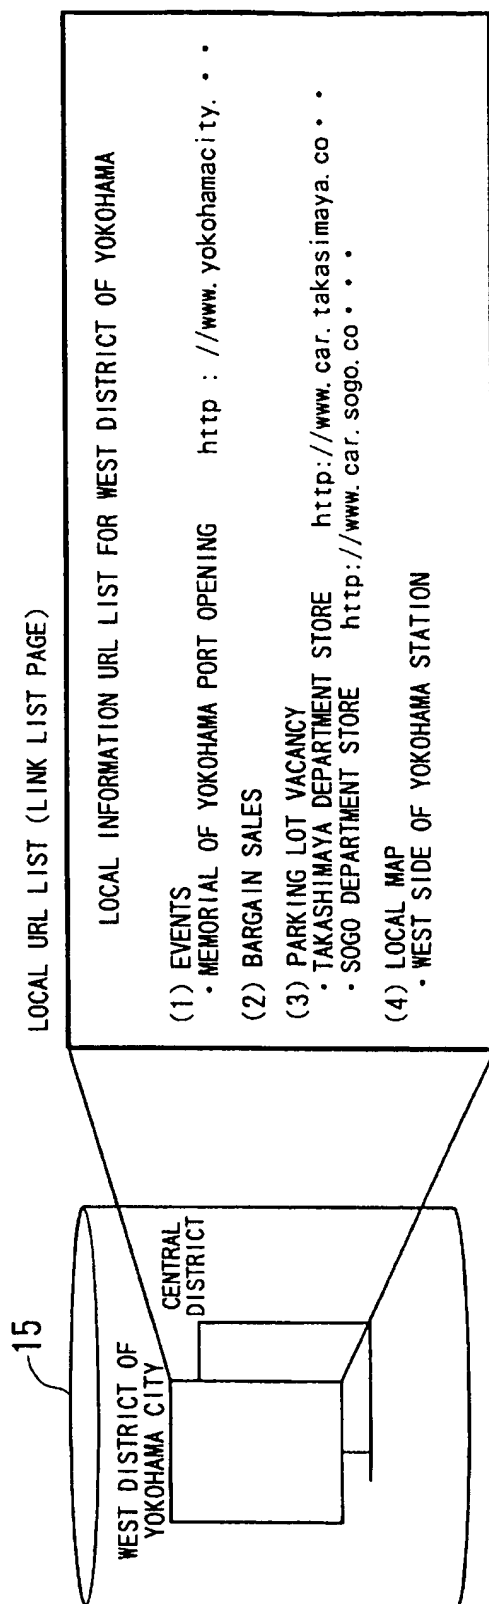 15
WEST DISTRICT OF
YOKOHAMA CITY
CENTRAL
DISTRICT
LOCAL URL LIST (LINK LIST PAGE)
LOCAL INFORMATION URL LIST FOR WEST DISTRICT OF YOKOHAMA
(1) EVENTS
・MEMORIAL OF YOKOHAMA PORT OPENING http : //www. yokohamacity. ・・
(2) BARGAIN SALES
(3) PARKING LOT VACANCY
・TAKASHIMAYA DEPARTMENT STORE http://www. car. takasimaya. co・・
・SOGO DEPARTMENT STORE http://www. car. sogo. co・・・
(4) LOCAL MAP
・WEST SIDE OF YOKOHAMA STATION